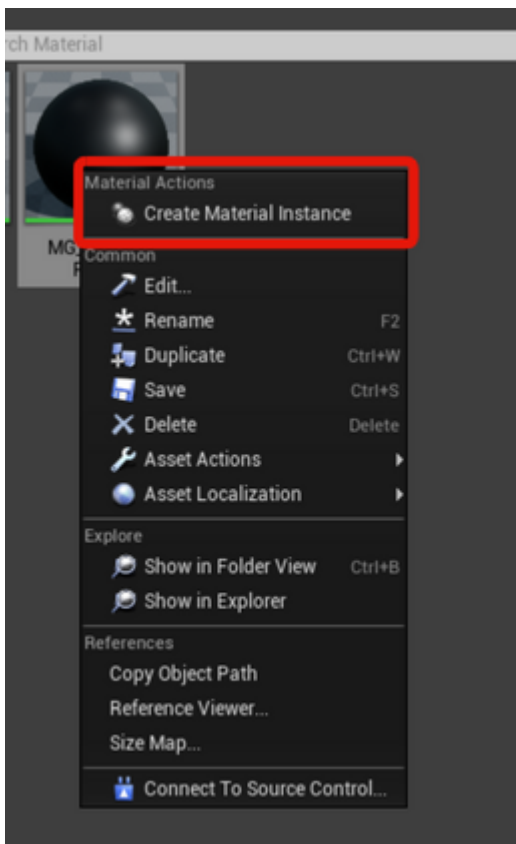 rch Material
Material Actions
Create Material Instance
MG_
Common
Edit...
Rename F2
Duplicate Ctrl+W
Save Ctrl+S
Delete Delete
Asset Actions
Asset Localization
Explore
Show in Folder View Ctrl+B
Show in Explorer
References
Copy Object Path
Reference Viewer...
Size Map...
Connect To Source Control...